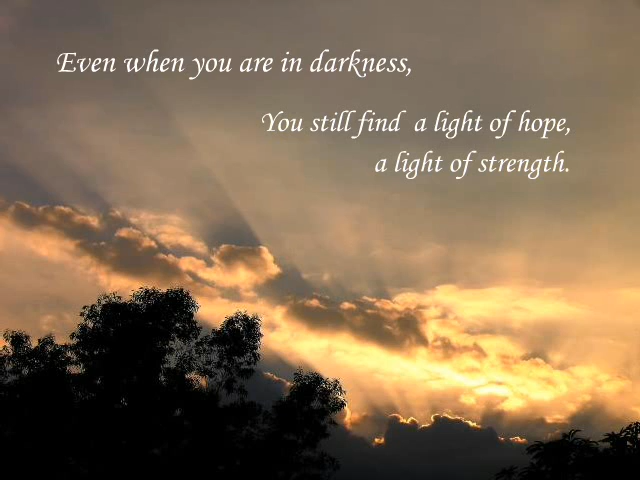 Even when you are in darkness,
You still find a light of hope,
a light of strength.